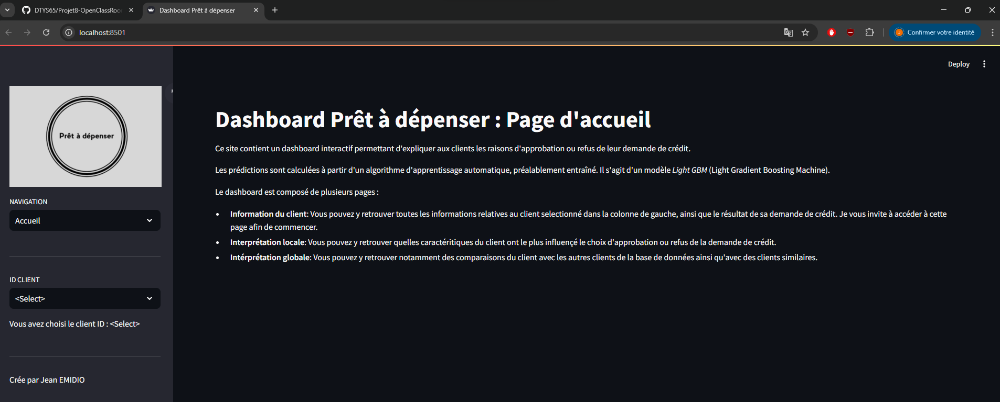 DTYS65/Projet8-OpenClassRoo
Dashboard Prêt à dépenser
localhost:8501
Confirmer votre identité
Deploy
Prêt à dépenser
NAVIGATION
Accueil
ID CLIENT
<Select>
Vous avez choisi le client ID : <Select>
Crée par Jean EMIDIO
Dashboard Prêt à dépenser : Page d'accueil
Ce site contient un dashboard interactif permettant d'expliquer aux clients les raisons d'approbation ou refus de leur demande de crédit.
Les prédictions sont calculées à partir d'un algorithme d'apprentissage automatique, préalablement entraîné. Il s'agit d'un modèle Light GBM (Light Gradient Boosting Machine).
Le dashboard est composé de plusieurs pages :
• Information du client: Vous pouvez y retrouver toutes les informations relatives au client selectionné dans la colonne de gauche, ainsi que le résultat de sa demande de crédit. Je vous invite à accéder à cette
page afin de commencer.
• Interprétation locale: Vous pouvez y retrouver quelles caractéritiques du client ont le plus influençé le choix d'approbation ou refus de la demande de crédit.
• Intérprétation globale: Vous pouvez y retrouver notamment des comparaisons du client avec les autres clients de la base de données ainsi qu'avec des clients similaires.